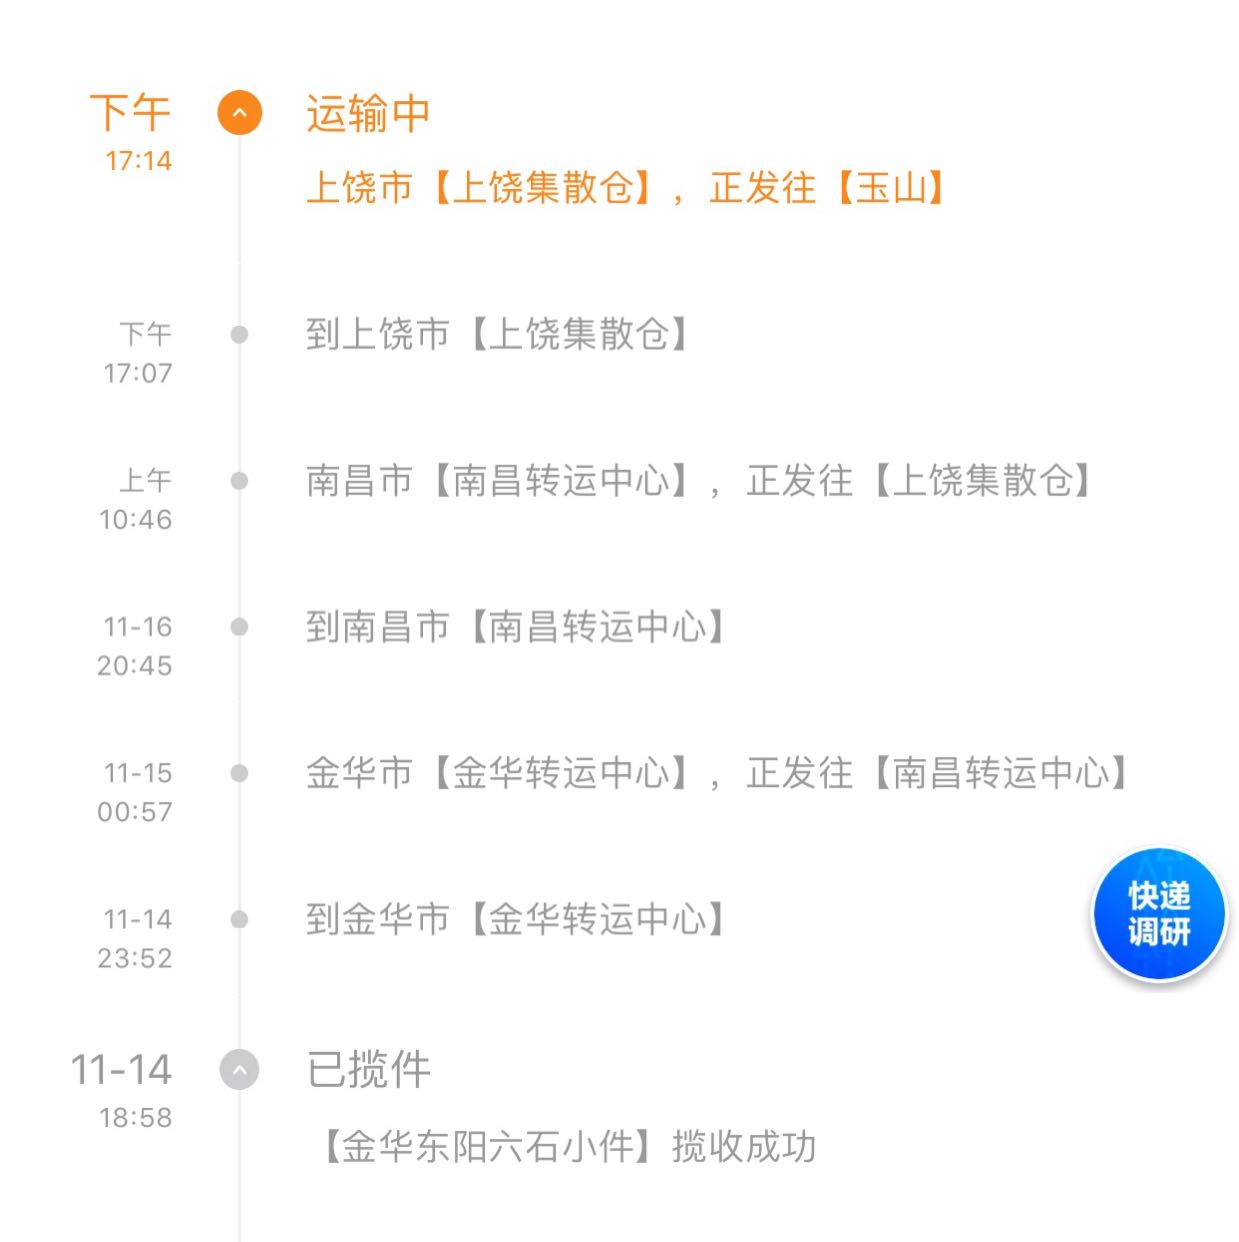 下午
运输中
17:14
上饶市【上饶集散仓】，正发往【玉山】
下午
到上饶市【上饶集散仓】
17:07
上午
南昌市【南昌转运中心】，正发往【上饶集散仓】
10:46
11-16
到南昌市【南昌转运中心】
20:45
11-15
金华市【金华转运中心】，正发往【南昌转运中心】
00:57
快递
调研
11-14
到金华市【金华转运中心】
23:52
11-14
已揽件
18:58
【金华东阳六石小件】揽收成功